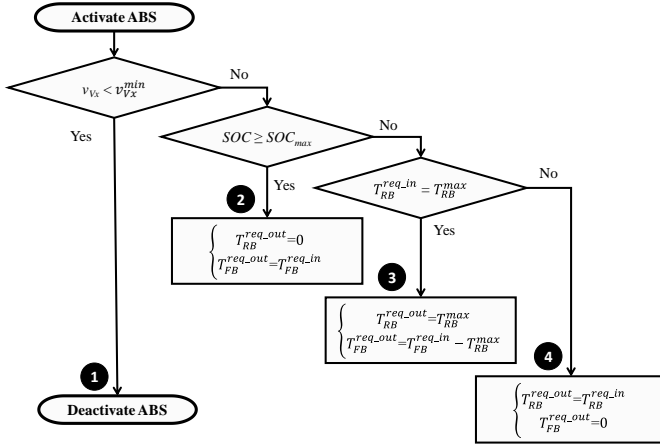 Activate ABS
v_{Vx} < v_{Vx}^{min}
No
Yes
SOC ≥ SOC_{max}
No
Yes
2
T_{RB}^{req_out}=0
T_{FB}^{req_out}=T_{FB}^{req_in}
T_{RB}^{req_in} = T_{RB}^{max}
No
Yes
3
T_{RB}^{req_out}=T_{RB}^{max}
T_{FB}^{req_out}=T_{FB}^{req_in} − T_{RB}^{max}
4
T_{RB}^{req_out}=T_{RB}^{req_in}
T_{FB}^{req_out}=0
1
Deactivate ABS